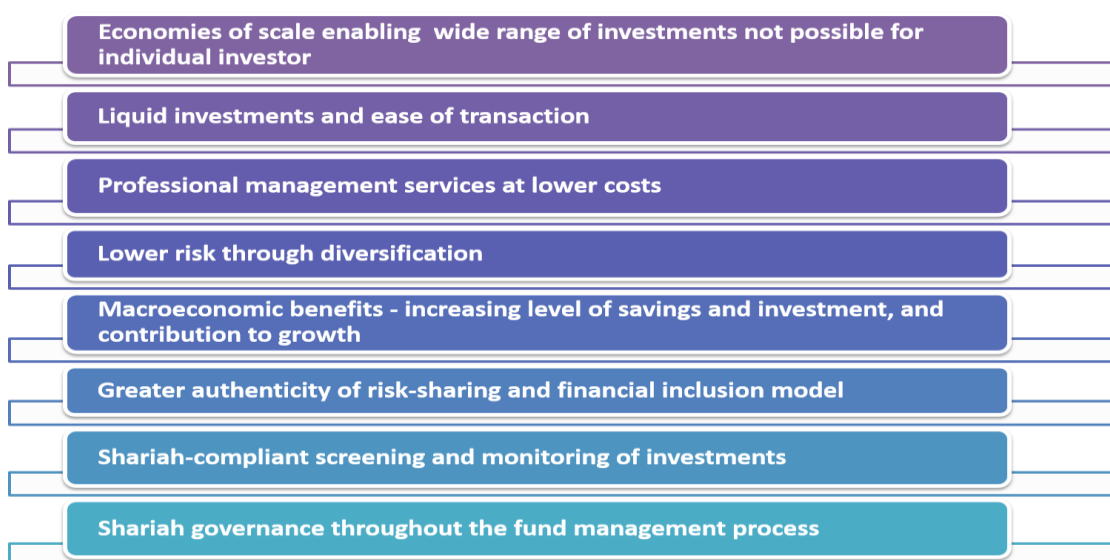 Economies of scale enabling  wide range of investments not possible for
individual investor
Liquid investments and ease of transaction
Professional management services at lower costs
Lower risk through diversification
Macroeconomic benefits - increasing level of savings and investment, and
contribution to growth
Greater authenticity of risk-sharing and financial inclusion model
Shariah-compliant screening and monitoring of investments
Shariah governance throughout the fund management process